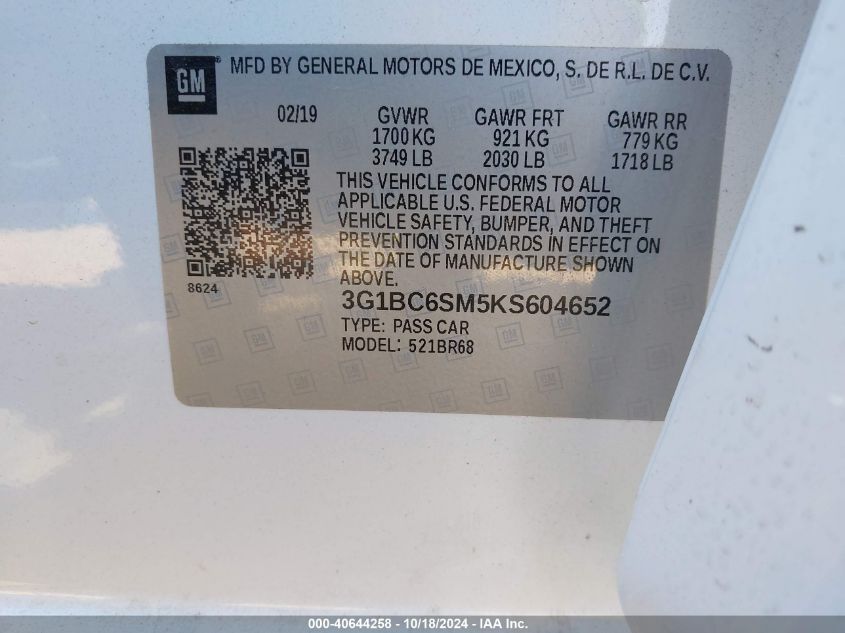 GM ® MFD BY GENERAL MOTORS DE MEXICO, S. DE R.L. DE C.V.
02/19 GVWR GAWR FRT GAWR RR
1700 KG 921 KG 779 KG
3749 LB 2030 LB 1718 LB
THIS VEHICLE CONFORMS TO ALL
APPLICABLE U.S. FEDERAL MOTOR
VEHICLE SAFETY, BUMPER, AND THEFT
PREVENTION STANDARDS IN EFFECT ON
THE DATE OF MANUFACTURE SHOWN
ABOVE.
8624
3G1BC6SM5KS604652
TYPE: PASS CAR
MODEL: 521BR68
000-40644258 - 10/18/2024 - IAA Inc.